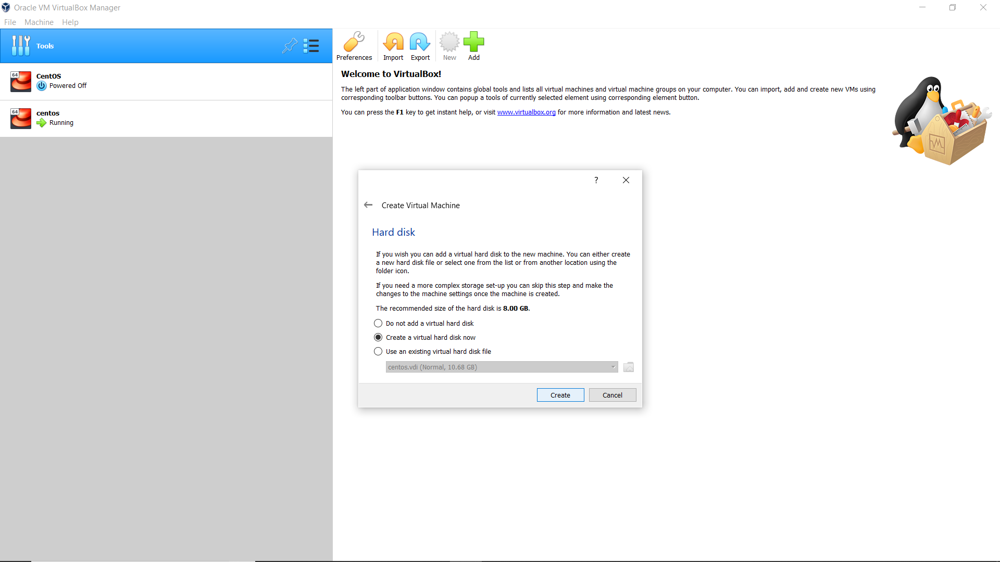 Oracle VM VirtualBox Manager
File Machine Help
Tools
64
CentOS
Powered Off
64
centos
Running
Preferences
Import
Export
New
Add
Welcome to VirtualBox!
The left part of application window contains global tools and lists all virtual machines and virtual machine groups on your computer. You can import, add and create new VMs using
corresponding toolbar buttons. You can popup a tools of currently selected element using corresponding element button.
You can press the F1 key to get instant help, or visit www.virtualbox.org for more information and latest news.
?
Create Virtual Machine
Hard disk
If you wish you can add a virtual hard disk to the new machine. You can either create
a new hard disk file or select one from the list or from another location using the
folder icon.
If you need a more complex storage set-up you can skip this step and make the
changes to the machine settings once the machine is created.
The recommended size of the hard disk is 8.00 GB.
Do not add a virtual hard disk
Create a virtual hard disk now
Use an existing virtual hard disk file
centos.vdi (Normal, 10.68 GB)
Create
Cancel